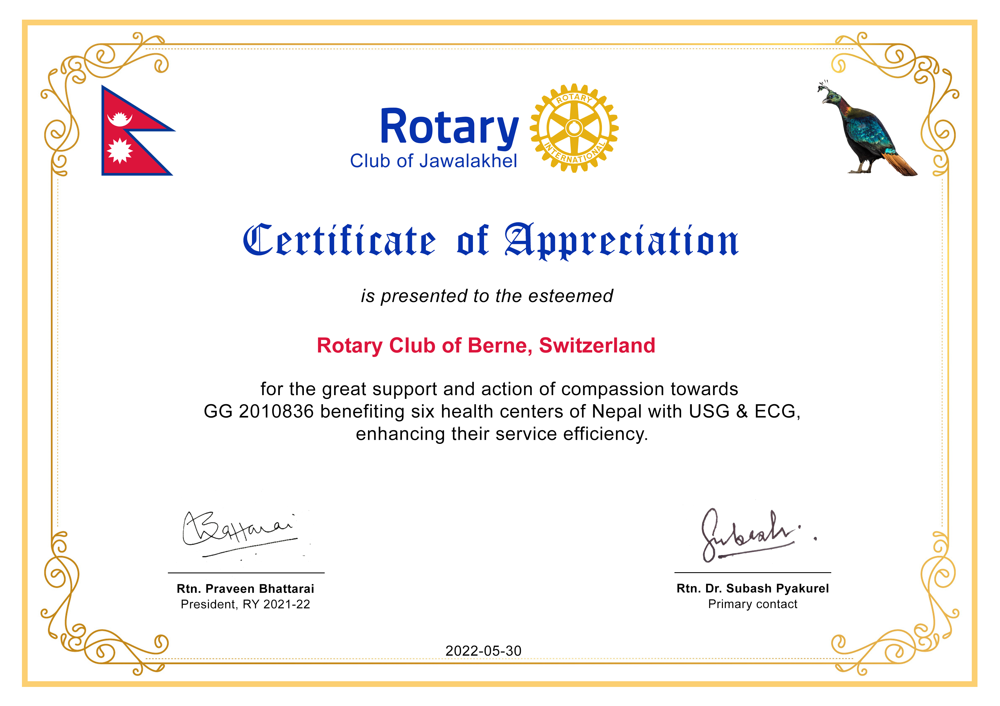 Rotary
Club of Jawalakhel
ROTARY
INTERNATIONAL
Certificate of Appreciation
is presented to the esteemed
Rotary Club of Berne, Switzerland
for the great support and action of compassion towards
GG 2010836 benefiting six health centers of Nepal with USG & ECG,
enhancing their service efficiency.
Bhattarai
Subash
Rtn. Praveen Bhattarai
President, RY 2021-22
Rtn. Dr. Subash Pyakurel
Primary contact
2022-05-30